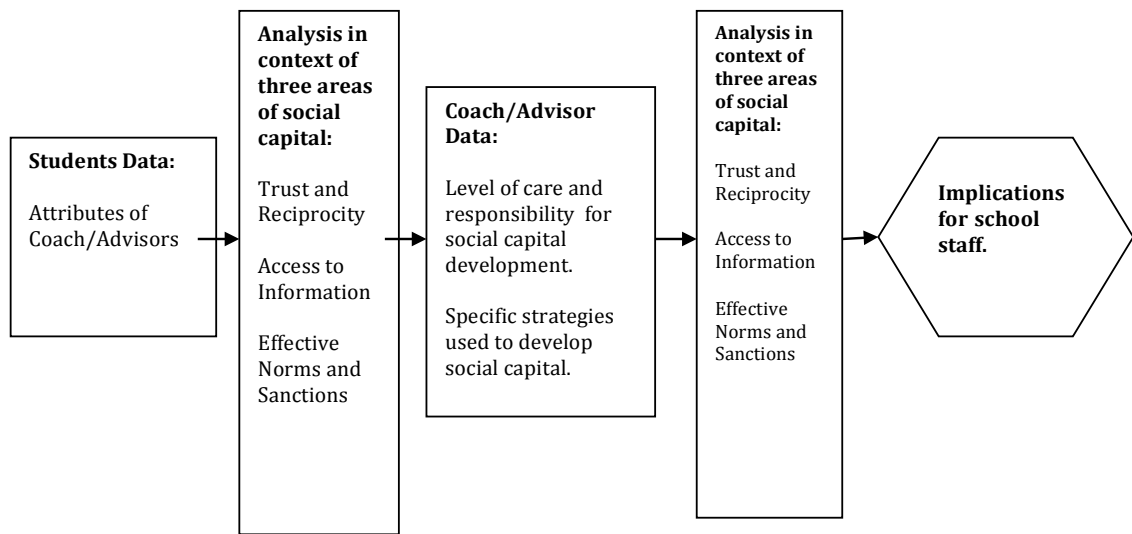 Students Data:
Attributes of
Coach/Advisors
Analysis in
context of
three areas
of social
capital:
Trust and
Reciprocity
Access to
Information
Effective
Norms and
Sanctions
Coach/Advisor
Data:
Level of care and
responsibility for
social capital
development.
Specific strategies
used to develop
social capital.
Analysis in
context of
three areas
of social
capital:
Trust and
Reciprocity
Access to
Information
Effective
Norms and
Sanctions
Implications
for school
staff.